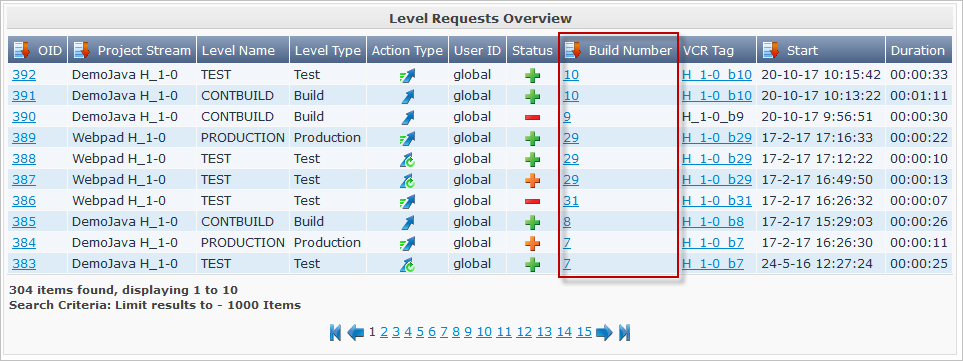 Level Requests Overview
OID Project Stream Level Name Level Type Action Type User ID Status Build Number VCR Tag Start Duration
392 DemoJava H_1-0 TEST Test global 10 H_1-0_b10 20-10-17 10:15:42 00:00:33
391 DemoJava H_1-0 CONTBUILD Build global 10 H_1-0_b10 20-10-17 10:13:22 00:01:11
390 DemoJava H_1-0 CONTBUILD Build global 9 H_1-0_b9 20-10-17 9:56:51 00:00:30
389 Webpad H_1-0 PRODUCTION Production global 29 H_1-0_b29 17-2-17 17:16:33 00:00:22
388 Webpad H_1-0 TEST Test global 29 H_1-0_b29 17-2-17 17:12:22 00:00:10
387 Webpad H_1-0 TEST Test global 29 H_1-0_b29 17-2-17 16:49:50 00:00:13
386 Webpad H_1-0 TEST Test global 31 H_1-0_b31 17-2-17 16:26:32 00:00:07
385 DemoJava H_1-0 CONTBUILD Build global 8 H_1-0_b8 17-2-17 15:29:03 00:00:26
384 DemoJava H_1-0 PRODUCTION Production global 7 H_1-0_b7 17-2-17 16:26:30 00:00:11
383 DemoJava H_1-0 TEST Test global 7 H_1-0_b7 24-5-16 12:27:24 00:00:25
304 items found, displaying 1 to 10
Search Criteria: Limit results to - 1000 Items
1 2 3 4 5 6 7 8 9 10 11 12 13 14 15